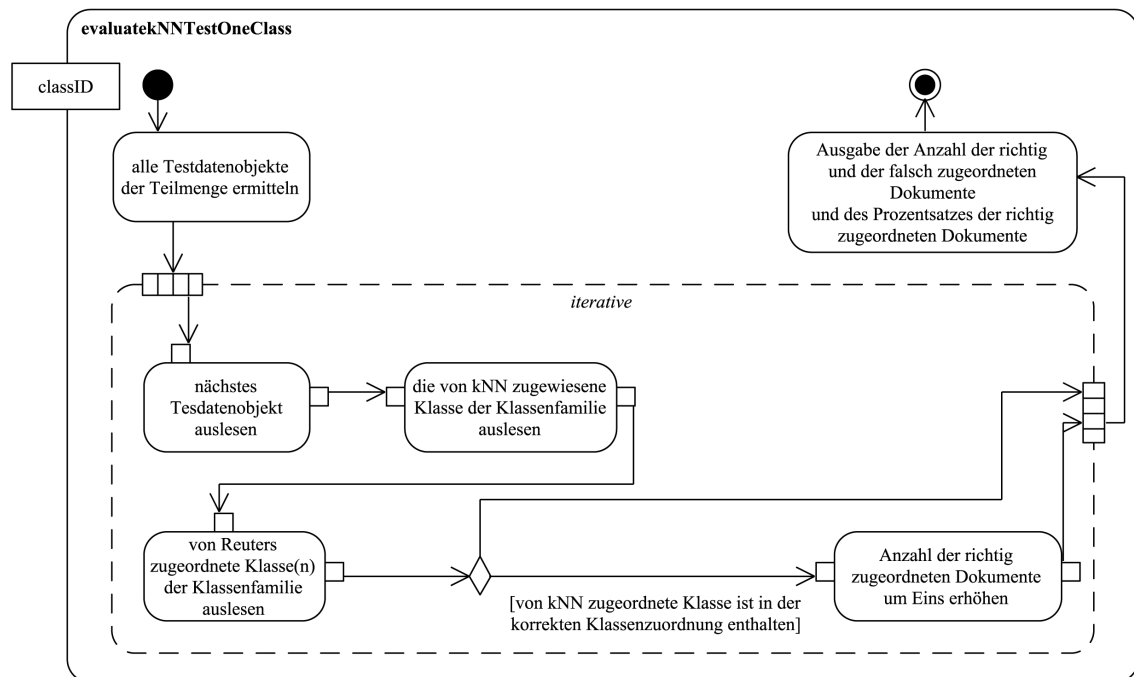 evaluatekNNTestOneClass
classID
alle Testdatenobjekte
der Teilmenge ermitteln
Ausgabe der Anzahl der richtig
und der falsch zugeordneten
Dokumente
und des Prozentsatzes der richtig
zugeordneten Dokumente
iterative
nächstes
Tesdatenobjekt
auslesen
die von kNN zugewiesene
Klasse der Klassenfamilie
auslesen
von Reuters
zugeordnete Klasse(n)
der Klassenfamilie
auslesen
[von kNN zugeordnete Klasse ist in der
korrekten Klassenzuordnung enthalten]
Anzahl der richtig
zugeordneten Dokumente
um Eins erhöhen